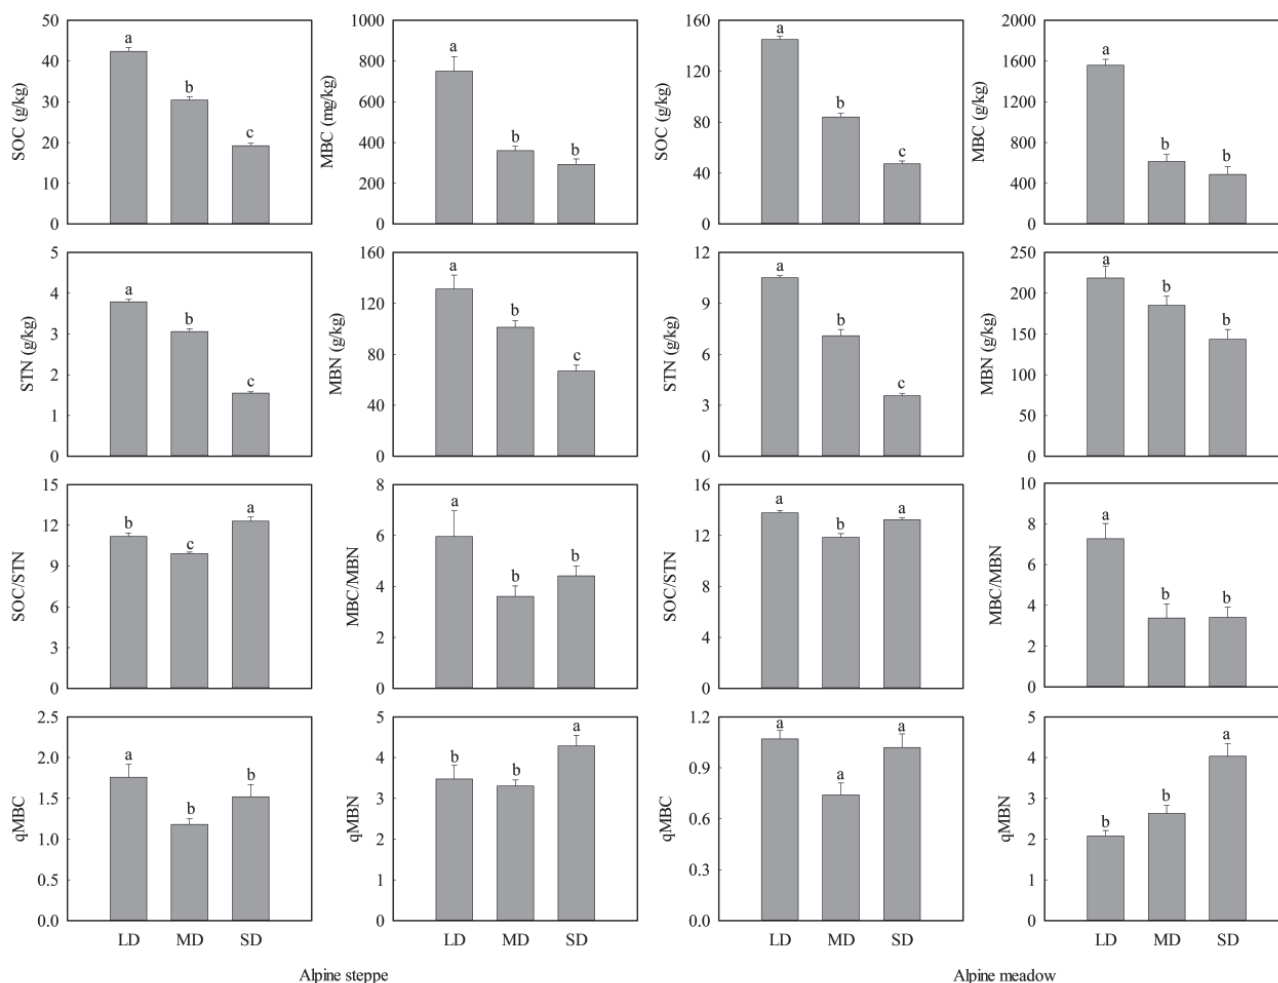 SOC (g/kg)
50
40
30
20
10
0
a
b
c
MBC (mg/kg)
1000
800
600
400
200
0
a
b
b
SOC (g/kg)
160
120
80
40
0
a
b
c
MBC (g/kg)
2000
1600
1200
800
400
0
a
b
b
STN (g/kg)
5
4
3
2
1
0
a
b
c
MBN (g/kg)
160
120
80
40
0
a
b
c
STN (g/kg)
12
9
6
3
0
a
b
c
MBN (g/kg)
250
200
150
100
50
0
a
b
b
SOC/STN
15
12
9
6
3
0
b
c
a
MBC/MBN
8
6
4
2
0
a
b
b
SOC/STN
16
12
8
4
0
a
b
a
MBC/MBN
10
8
6
4
2
0
a
b
b
qMBC
2.5
2.0
1.5
1.0
0.5
0.0
a
b
b
LD MD SD
qMBN
5
4
3
2
1
0
b
b
a
LD MD SD
qMBC
1.2
0.9
0.6
0.3
0.0
a
a
a
LD MD SD
qMBN
5
4
3
2
1
0
b
b
a
LD MD SD
Alpine steppe
Alpine meadow